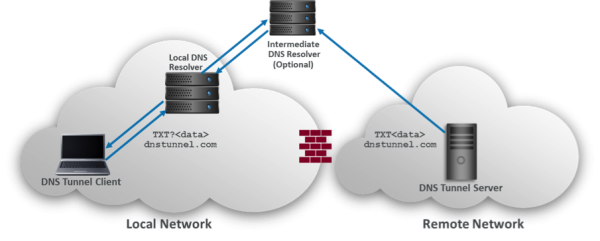 Intermediate
DNS Resolver
(Optional)
Local DNS
Resolver
TXT?<data>
dnstunnel.com
DNS Tunnel Client
Local Network
TXT<data>
dnstunnel.com
DNS Tunnel Server
Remote Network